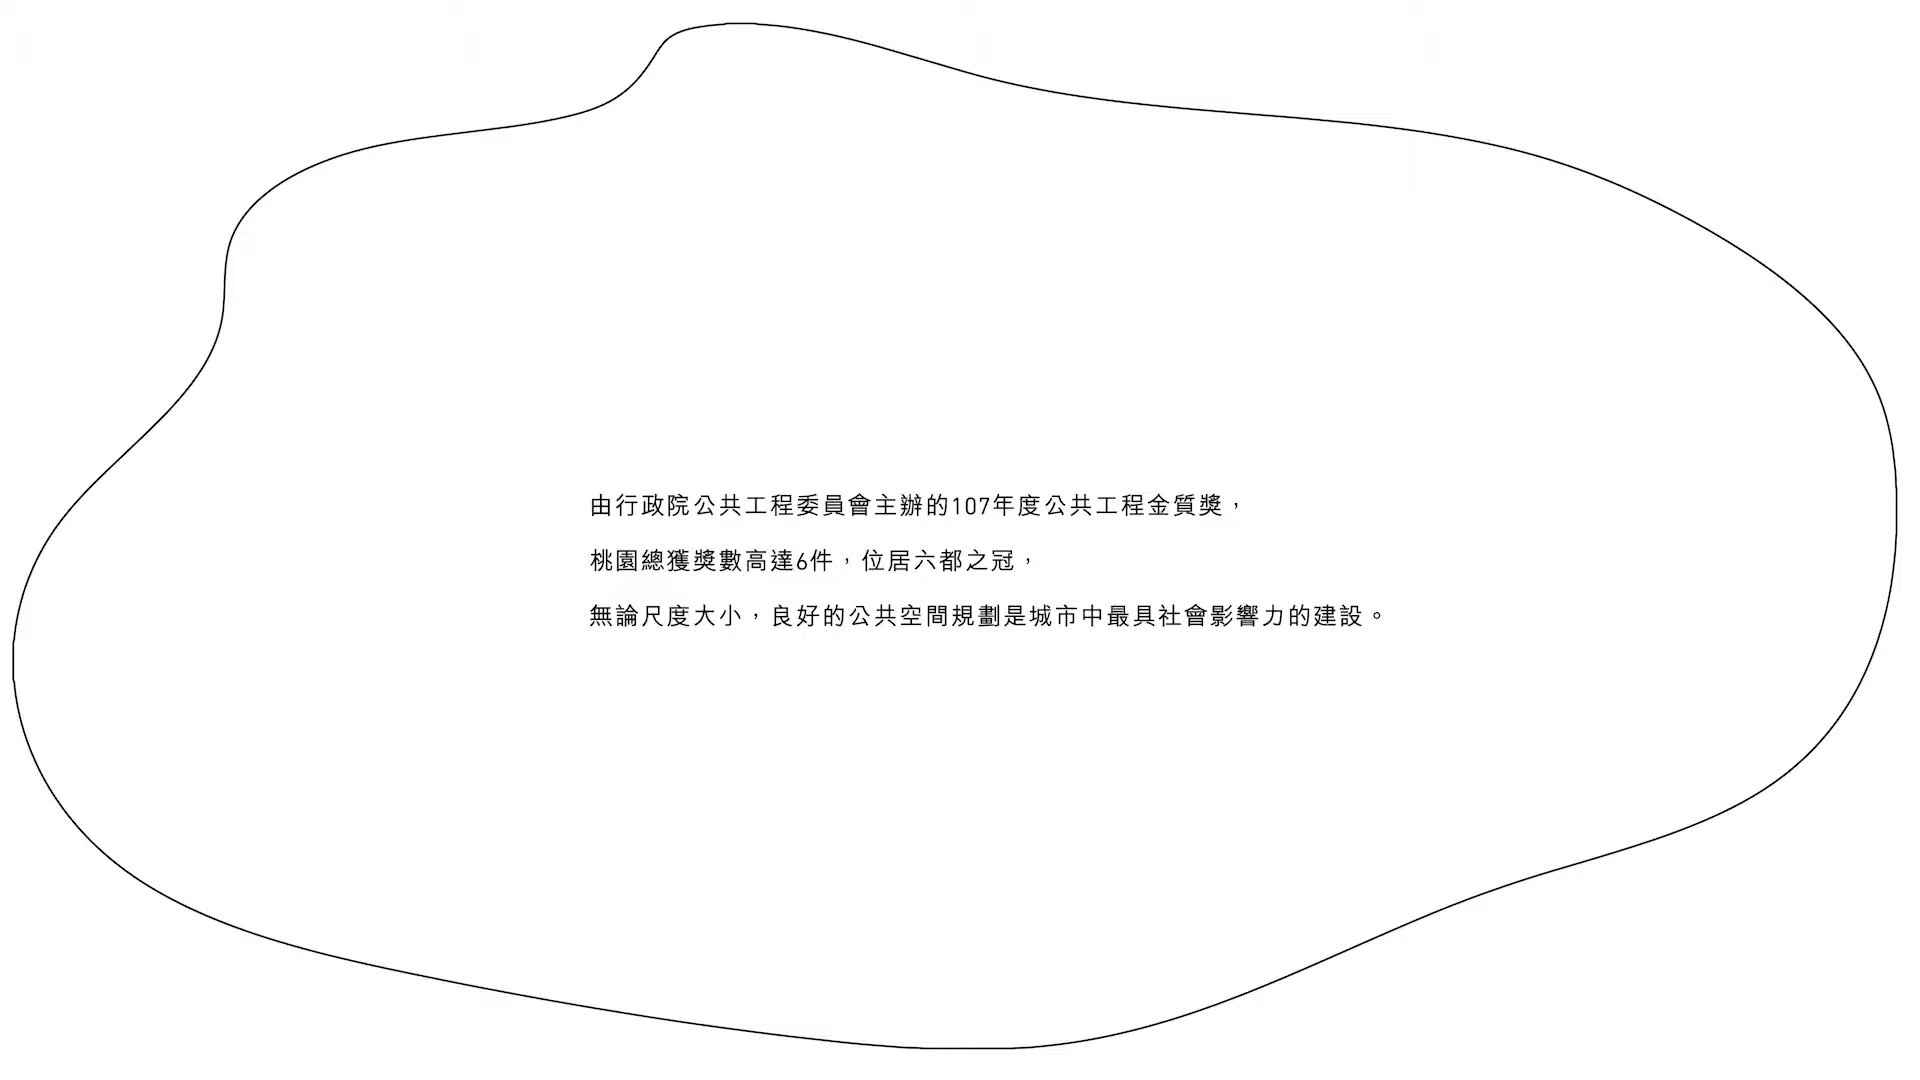 由行政院公共工程委員會主辦的107年度公共工程金質獎，
桃園總獲獎數高達6件，位居六都之冠，
無論尺度大小，良好的公共空間規劃是城市中最具社會影響力的建設。